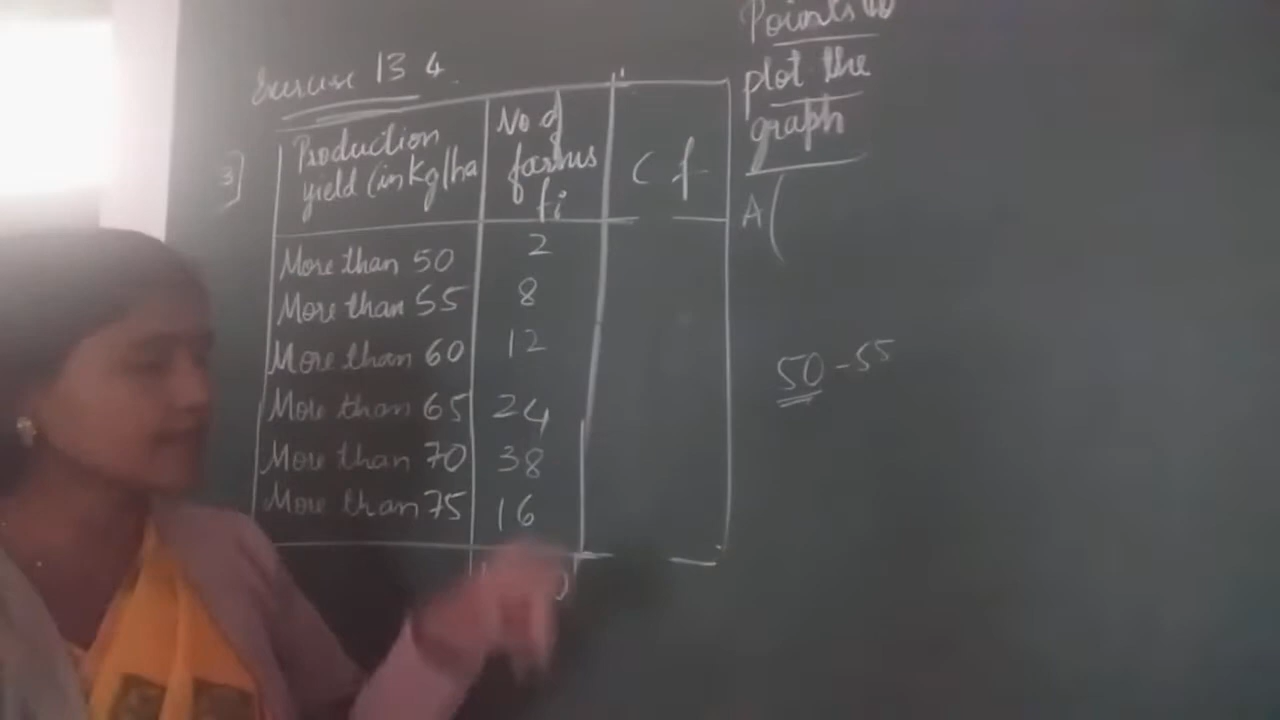 Exercise 13 4.
Points to
plot the
graph
3]
Production
yield (in Kg/ha
No of
farms
fi
c f
A(
More than 50 2
More than 55 8
More than 60 12
More than 65 24
More than 70 38
More than 75 16
50 - 55